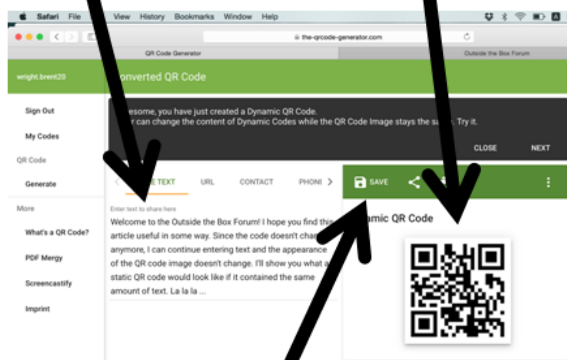 Safari File View History Bookmarks Window Help
the-qrcode-generator.com
QR Code Generator
Outside the Box Forum
wright.brent20
Converted QR Code
Sign Out
My Codes
QR Code
Generate
More
What's a QR Code?
PDF Mergy
Screencastify
Imprint
you have just created a Dynamic QR Code.
can change the content of Dynamic Codes while the QR Code Image stays the Try it.
CLOSE NEXT
TEXT URL CONTACT PHONE
SAVE
Enter text to share here
Welcome to the Outside the Box Forum! I hope you find this
article useful in some way. Since the code doesn't
anymore, I can continue entering text and the appearance
of the QR code image doesn't change. I'll show you what a
static QR code would look like if it contained the same
amount of text. La la la ...
QR Code